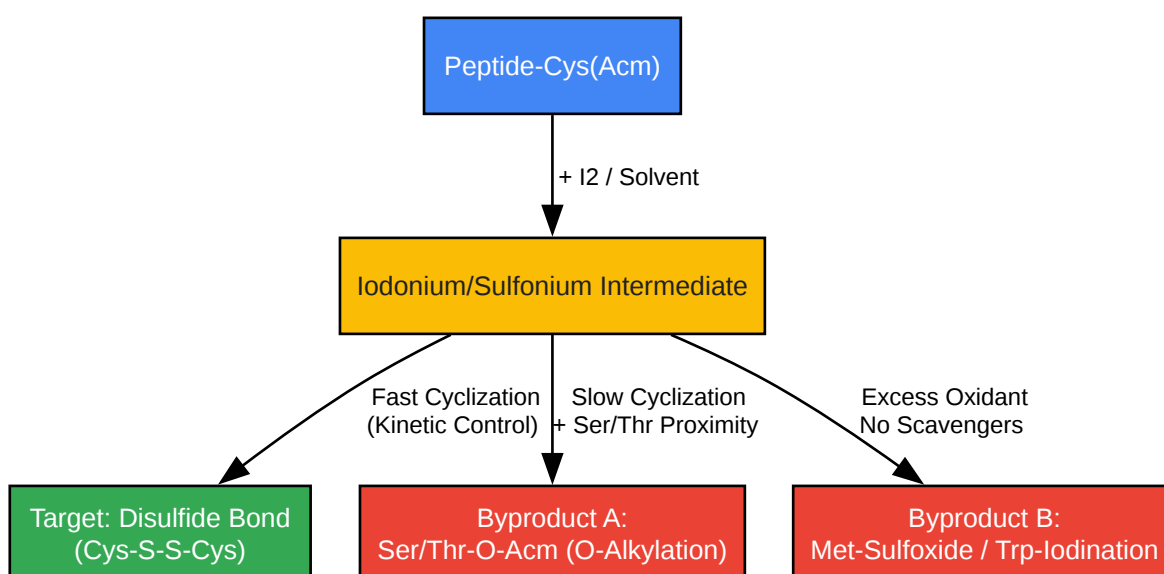 Peptide-Cys(Acm)
+ I2 / Solvent
Iodonium/Sulfonium Intermediate
Fast Cyclization
(Kinetic Control)
Slow Cyclization
+ Ser/Thr Proximity
Excess Oxidant
No Scavengers
Target: Disulfide Bond
(Cys-S-S-Cys)
Byproduct A:
Ser/Thr-O-Acm (O-Alkylation)
Byproduct B:
Met-Sulfoxide / Trp-Iodination